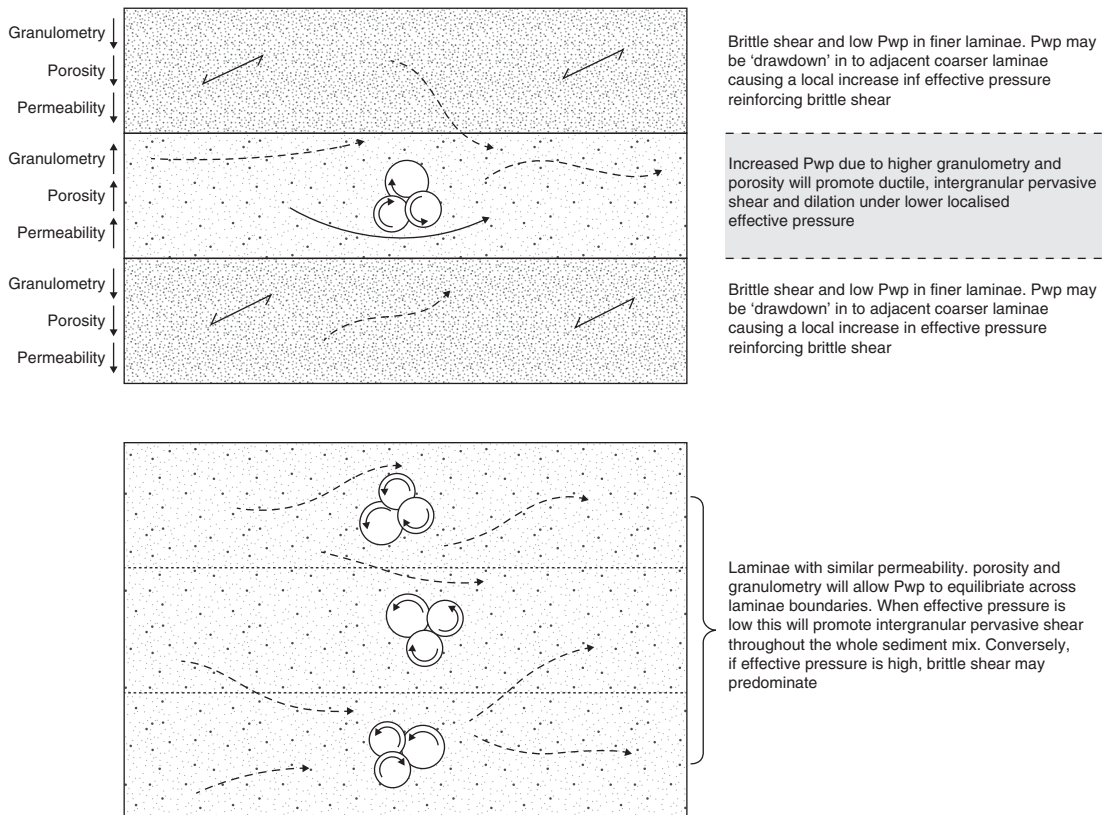 Granulometry
Porosity
Permeability
Brittle shear and low Pwp in finer laminae. Pwp may
be ‘drawdown’ in to adjacent coarser laminae
causing a local increase inf effective pressure
reinforcing brittle shear
Granulometry
Porosity
Permeability
Increased Pwp due to higher granulometry and
porosity will promote ductile, intergranular pervasive
shear and dilation under lower localised
effective pressure
Granulometry
Porosity
Permeability
Brittle shear and low Pwp in finer laminae. Pwp may
be ‘drawdown’ in to adjacent coarser laminae
causing a local increase in effective pressure
reinforcing brittle shear
Laminae with similar permeability. porosity and
granulometry will allow Pwp to equilibriate across
laminae boundaries. When effective pressure is
low this will promote intergranular pervasive shear
throughout the whole sediment mix. Conversely,
if effective pressure is high, brittle shear may
predominate